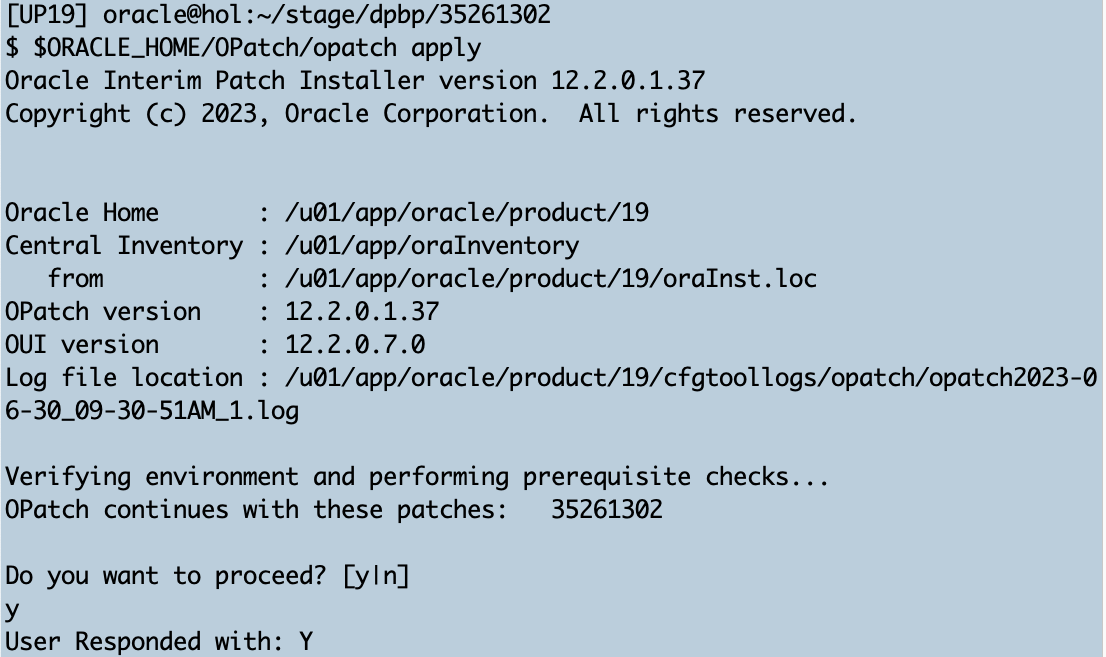 [UP19] oracle@hol:~/stage/dpbp/35261302
$ $ORACLE_HOME/OPatch/opatch apply
Oracle Interim Patch Installer version 12.2.0.1.37
Copyright (c) 2023, Oracle Corporation.  All rights reserved.
Oracle Home       : /u01/app/oracle/product/19
Central Inventory : /u01/app/oraInventory
   from           : /u01/app/oracle/product/19/oraInst.loc
OPatch version    : 12.2.0.1.37
OUI version       : 12.2.0.7.0
Log file location : /u01/app/oracle/product/19/cfgtoollogs/opatch/opatch2023-0
6-30_09-30-51AM_1.log
Verifying environment and performing prerequisite checks...
OPatch continues with these patches:   35261302
Do you want to proceed? [y|n]
y
User Responded with: Y